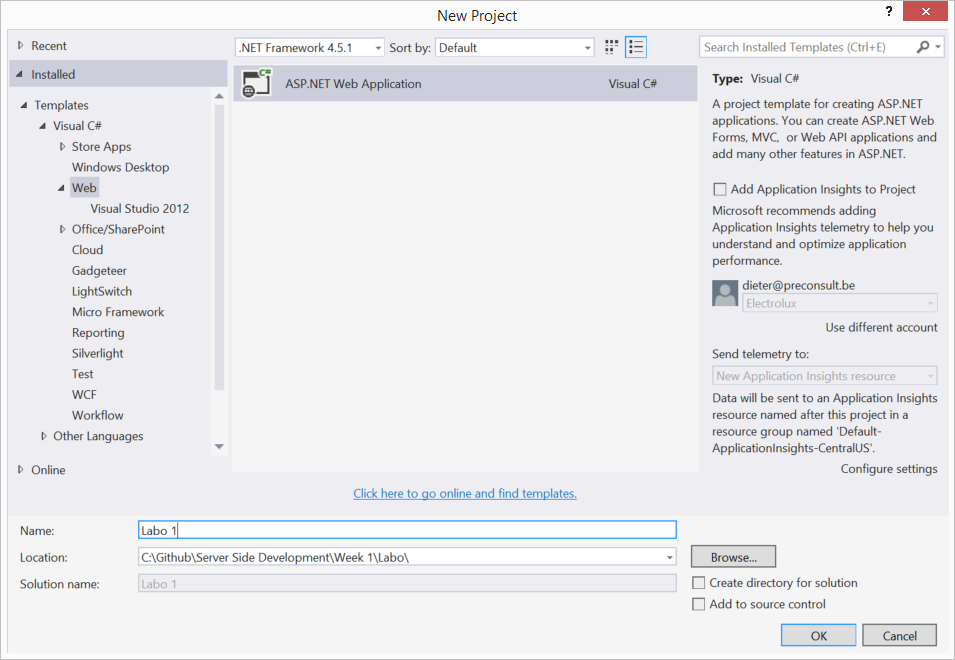 New Project
?
Recent
Installed
Templates
Visual C#
Store Apps
Windows Desktop
Web
Visual Studio 2012
Office/SharePoint
Cloud
Gadgeteer
LightSwitch
Micro Framework
Reporting
Silverlight
Test
WCF
Workflow
Other Languages
Online
.NET Framework 4.5.1 Sort by: Default
ASP.NET Web Application Visual C#
Search Installed Templates (Ctrl+E)
Type: Visual C#
A project template for creating ASP.NET
applications. You can create ASP.NET Web
Forms, MVC, or Web API applications and
add many other features in ASP.NET.
Add Application Insights to Project
Microsoft recommends adding
Application Insights telemetry to help you
understand and optimize application
performance.
dieter@preconsult.be
Electrolux
Use different account
Send telemetry to:
New Application Insights resource
Data will be sent to an Application Insights
resource named after this project in a
resource group named 'Default-
ApplicationInsights-CentralUS'.
Configure settings
Click here to go online and find templates.
Name: Labo 1
Location: C:\Github\Server Side Development\Week 1\Labo\ Browse...
Solution name: Labo 1
Create directory for solution
Add to source control
OK Cancel